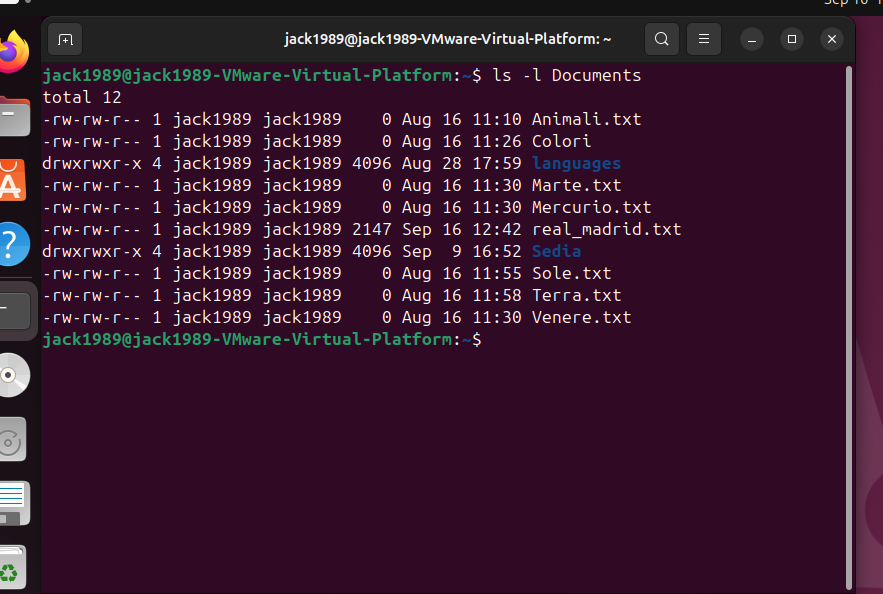 jack1989@jack1989-VMware-Virtual-Platform: ~
jack1989@jack1989-VMware-Virtual-Platform:~$ ls -l Documents
total 12
-rw-rw-r-- 1 jack1989 jack1989    0 Aug 16 11:10 Animali.txt
-rw-rw-r-- 1 jack1989 jack1989    0 Aug 16 11:26 Colori
drwxrwxr-x 4 jack1989 jack1989 4096 Aug 28 17:59 languages
-rw-rw-r-- 1 jack1989 jack1989    0 Aug 16 11:30 Marte.txt
-rw-rw-r-- 1 jack1989 jack1989    0 Aug 16 11:30 Mercurio.txt
-rw-rw-r-- 1 jack1989 jack1989 2147 Sep 16 12:42 real_madrid.txt
drwxrwxr-x 4 jack1989 jack1989 4096 Sep  9 16:52 Sedia
-rw-rw-r-- 1 jack1989 jack1989    0 Aug 16 11:55 Sole.txt
-rw-rw-r-- 1 jack1989 jack1989    0 Aug 16 11:58 Terra.txt
-rw-rw-r-- 1 jack1989 jack1989    0 Aug 16 11:30 Venere.txt
jack1989@jack1989-VMware-Virtual-Platform:~$